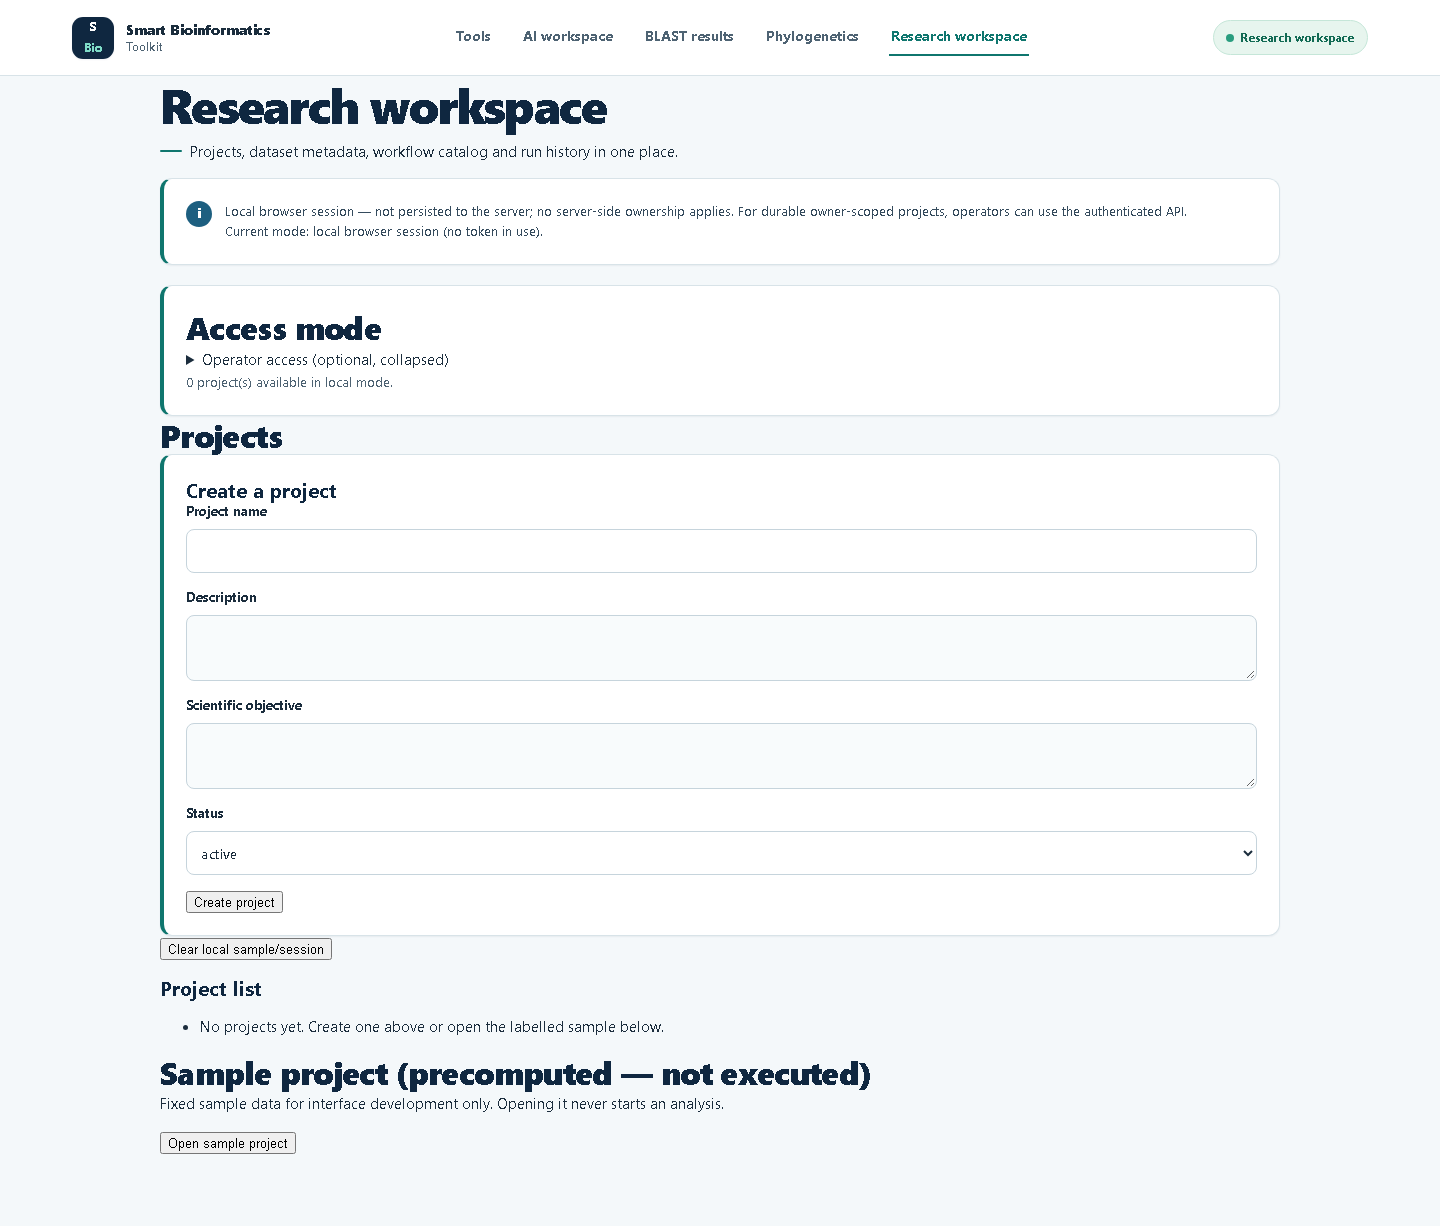 S
Bio
Smart Bioinformatics
Toolkit
Tools
AI workspace
BLAST results
Phylogenetics
Research workspace
Research workspace
Research workspace
Projects, dataset metadata, workflow catalog and run history in one place.
i
Local browser session — not persisted to the server; no server-side ownership applies. For durable owner-scoped projects, operators can use the authenticated API.
Current mode: local browser session (no token in use).
Access mode
Operator access (optional, collapsed)
0 project(s) available in local mode.
Projects
Create a project
Project name
Description
Scientific objective
Status
active
Create project
Clear local sample/session
Project list
No projects yet. Create one above or open the labelled sample below.
Sample project (precomputed — not executed)
Fixed sample data for interface development only. Opening it never starts an analysis.
Open sample project